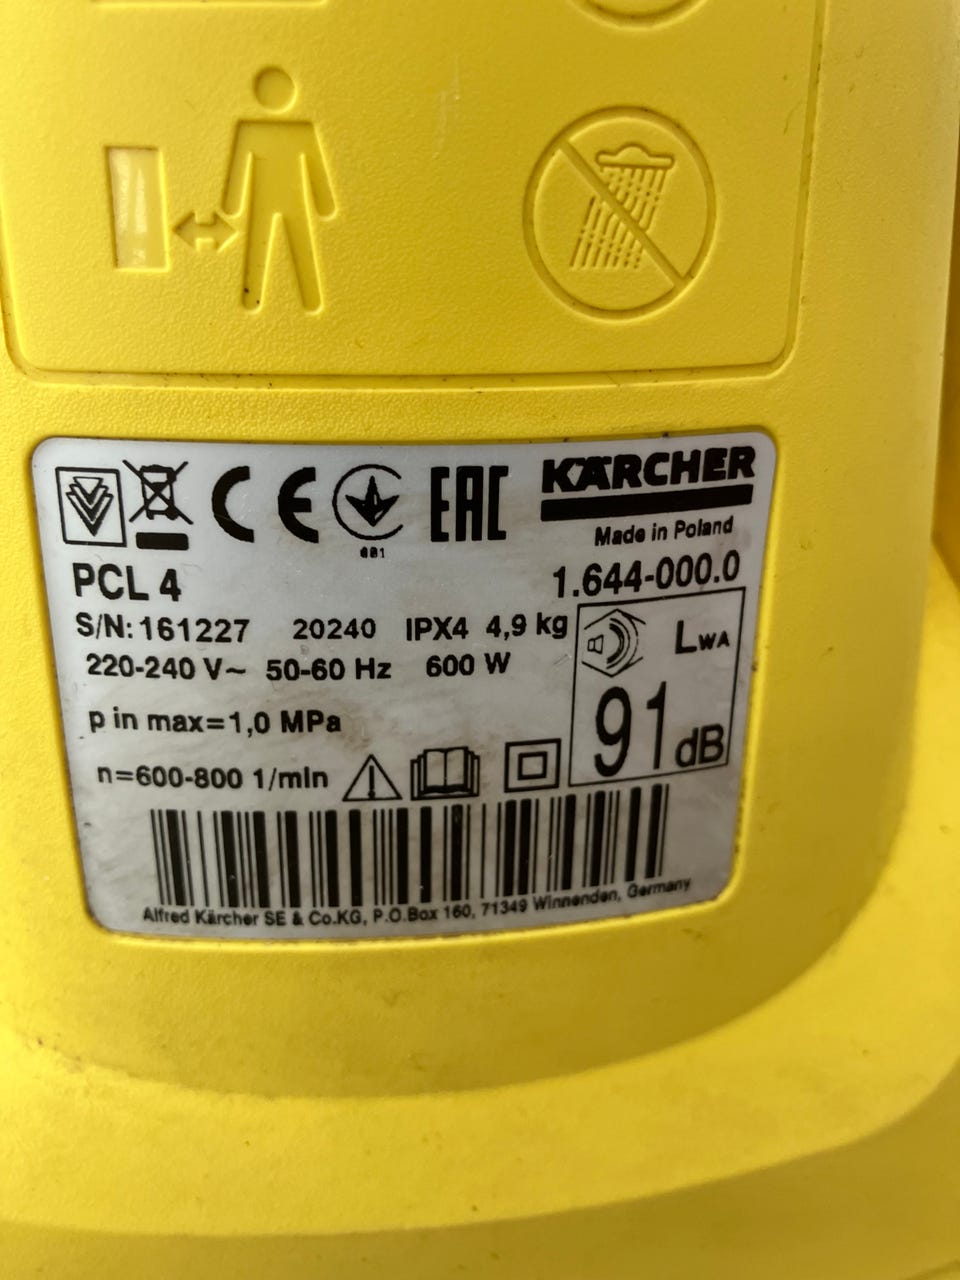 CE EAC KÄRCHER
Made in Poland
PCL 4 1.644-000.0
S/N: 161227 20240 IPX4 4,9 kg
LWA
220-240 V~ 50-60 Hz 600 W
91 dB
p in max=1,0 MPa
n=600-800 1/min
Alfred Kärcher SE & Co.KG, P.O.Box 160, 71349 Winnenden, Germany